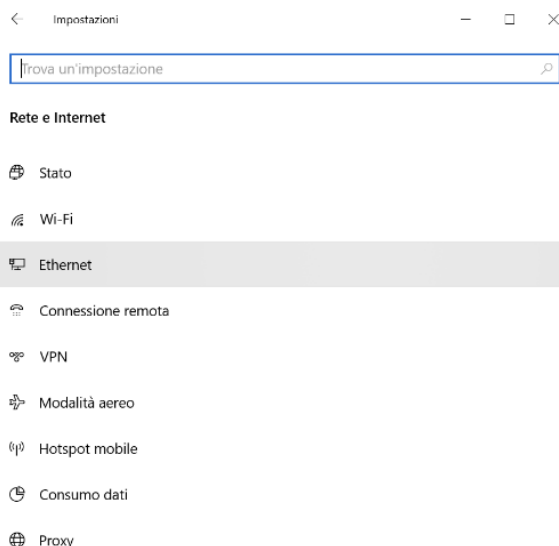 Impostazioni
Trova un'impostazione
Rete e Internet
Stato
Wi-Fi
Ethernet
Connessione remota
VPN
Modalità aereo
Hotspot mobile
Consumo dati
Proxy